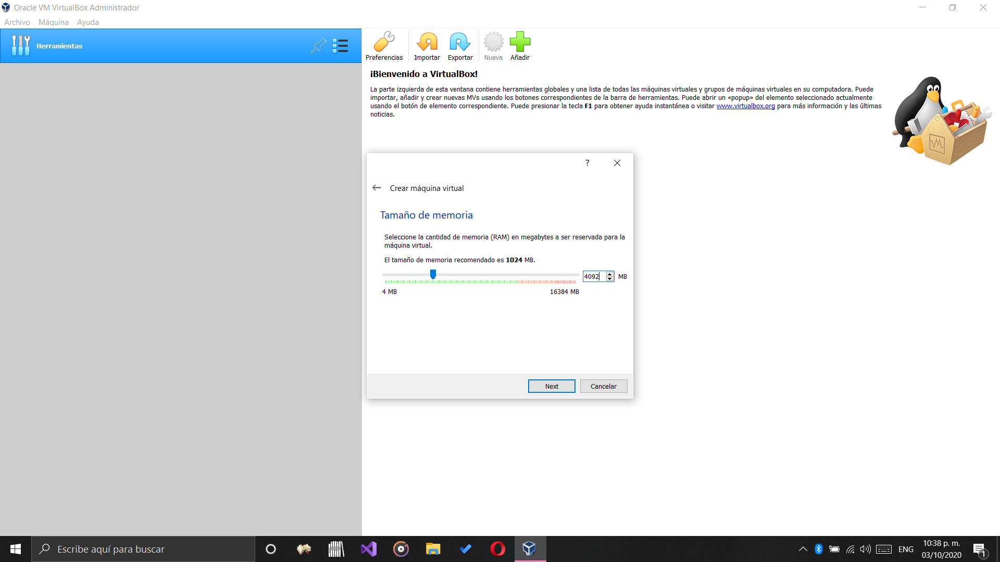 Oracle VM VirtualBox Administrador
Archivo Máquina Ayuda
Herramientas
Preferencias Importar Exportar Nueva Añadir
¡Bienvenido a VirtualBox!
La parte izquierda de esta ventana contiene herramientas globales y una lista de todas las máquinas virtuales y grupos de máquinas virtuales en su computadora. Puede
importar, añadir y crear nuevas MVs usando los botones correspondientes de la barra de herramientas. Puede abrir un «popup» del elemento seleccionado actualmente
usando el botón de elemento correspondiente. Puede presionar la tecla F1 para obtener ayuda instantánea o visitar www.virtualbox.org para más información y las últimas
noticias.
?
Crear máquina virtual
Tamaño de memoria
Seleccione la cantidad de memoria (RAM) en megabytes a ser reservada para la
máquina virtual.
El tamaño de memoria recomendado es 1024 MB.
4092 MB
4 MB 16384 MB
Next Cancelar
Escribe aquí para buscar
ENG
10:38 p. m.
03/10/2020
1